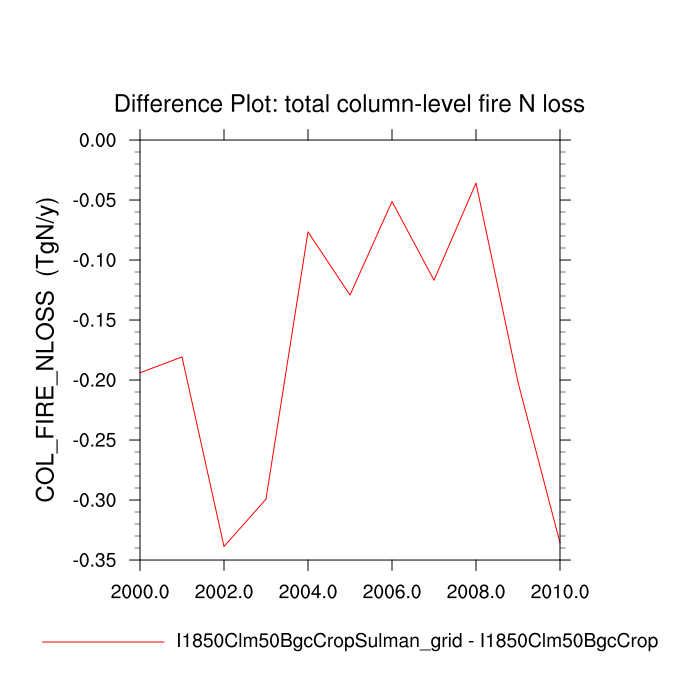 Difference Plot: total column-level fire N loss
COL_FIRE_NLOSS (TgN/y)
0.00
-0.05
-0.10
-0.15
-0.20
-0.25
-0.30
-0.35
2000.0 2002.0 2004.0 2006.0 2008.0 2010.0
I1850Clm50BgcCropSulman_grid - I1850Clm50BgcCrop